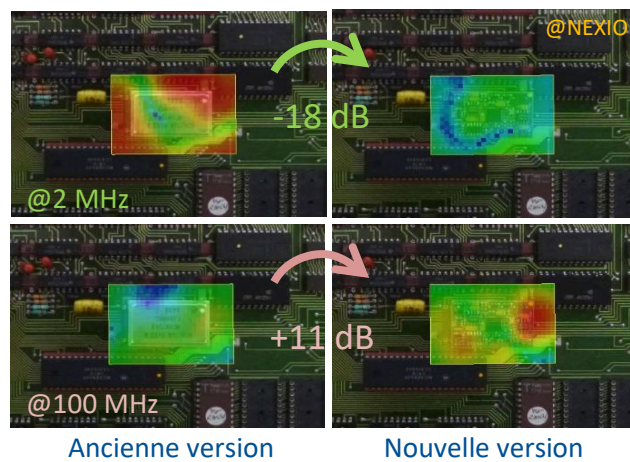 @NEXIO
-18 dB
@2 MHz
+11 dB
@100 MHz
Ancienne version
Nouvelle version